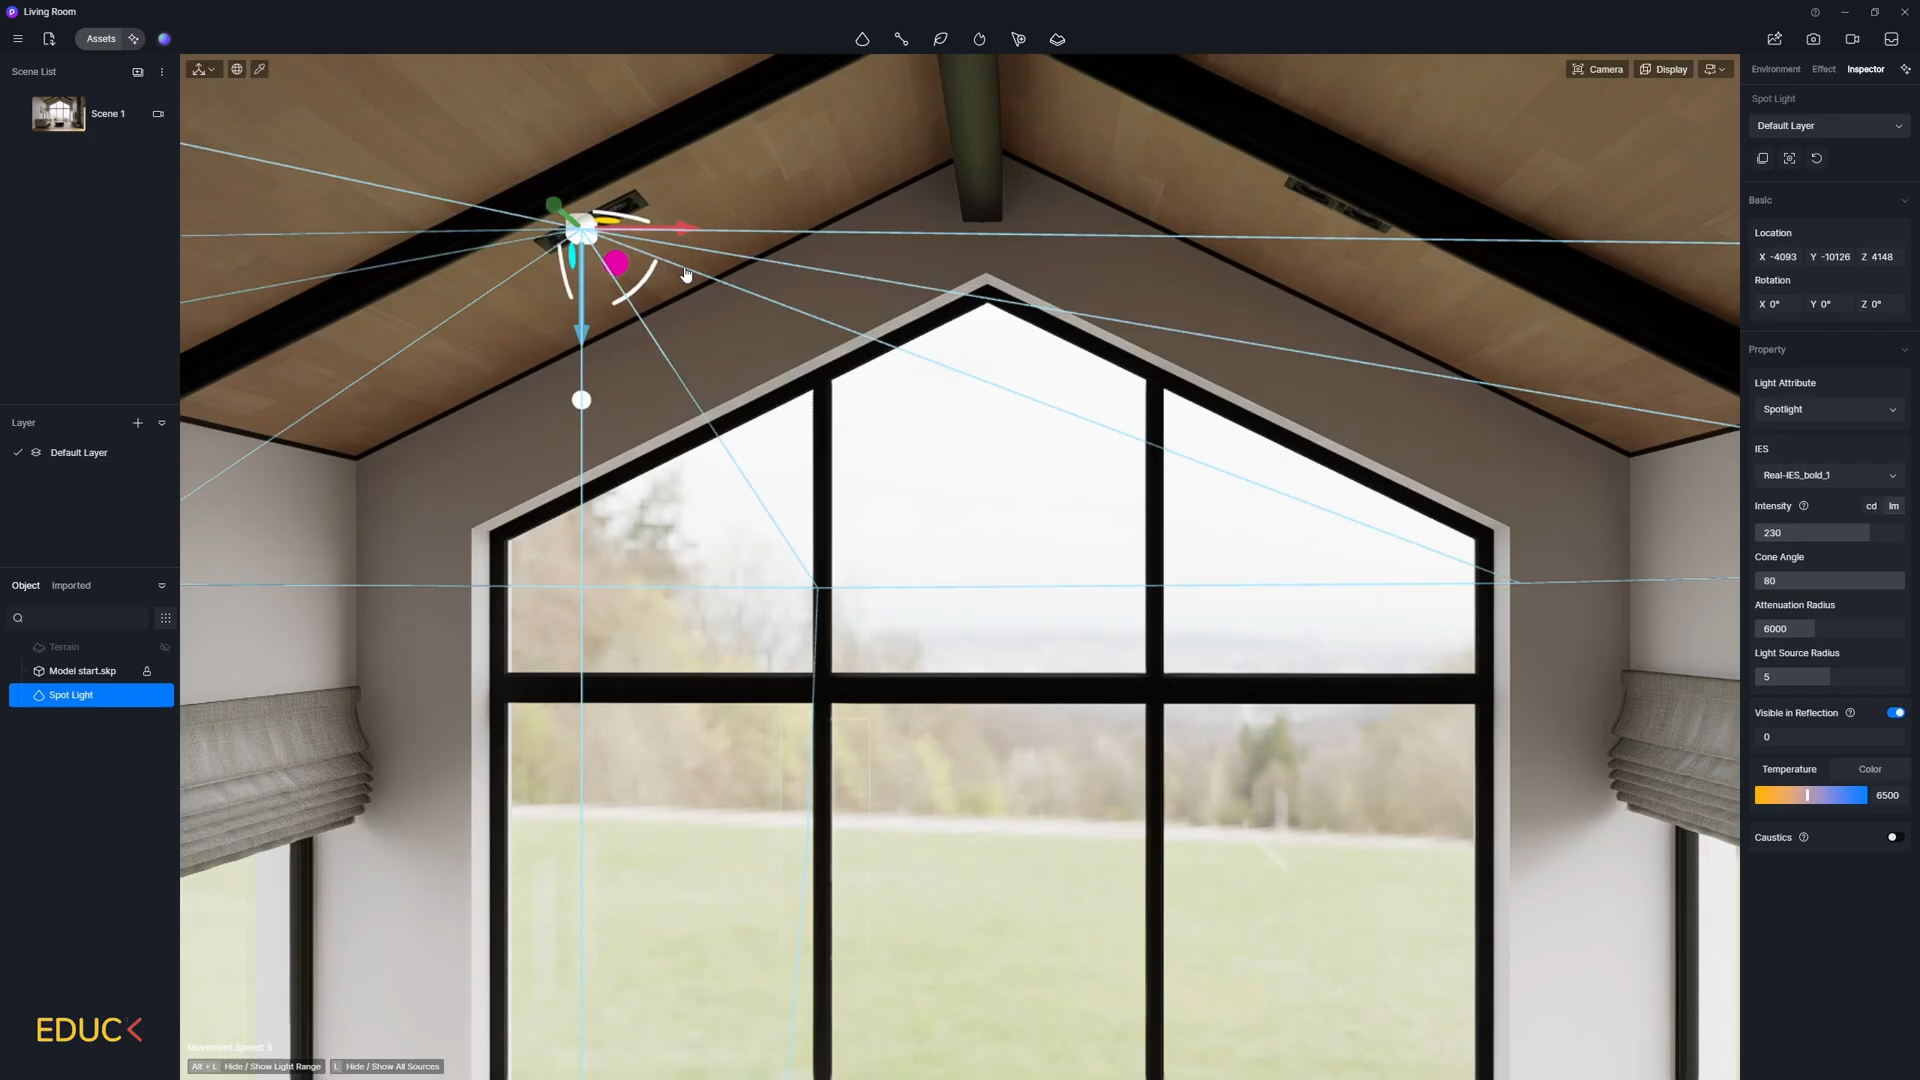 Living Room
Assets
Scene List
Scene 1
Layer
Default Layer
Object Imported
Terrain
Model start.skp
Spot Light
EDUC
Camera
Display
Movement Speed: 5
Alt + L Hide / Show Light Range
L Hide / Show All Sources
Environment Effect Inspector
Spot Light
Default Layer
Basic
Location
X -4093 Y -10126 Z 4148
Rotation
X 0° Y 0° Z 0°
Property
Light Attribute
Spotlight
IES
Real-IES_bold_1
Intensity cd lm
230
Cone Angle
80
Attenuation Radius
6000
Light Source Radius
5
Visible in Reflection
0
Temperature Color
6500
Caustics